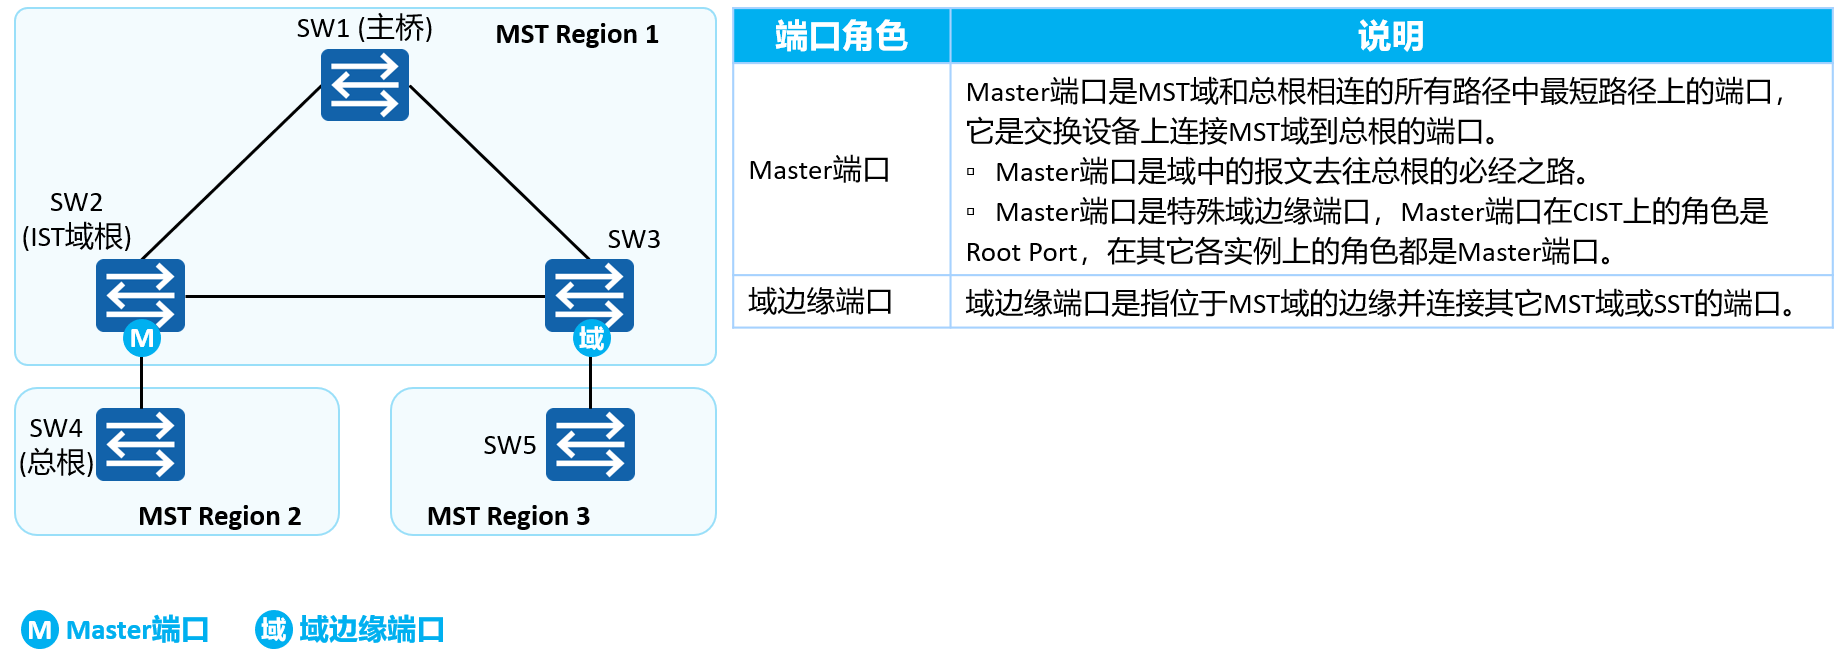 SW1 (主桥)
MST Region 1
SW2
(IST域根)
SW3
M
域
SW4
(总根)
MST Region 2
SW5
MST Region 3
M Master端口
域 域边缘端口
端口角色 说明
Master端口
Master端口是MST域和总根相连的所有路径中最短路径上的端口，
它是交换设备上连接MST域到总根的端口。
▫ Master端口是域中的报文去往总根的必经之路。
▫ Master端口是特殊域边缘端口，Master端口在CIST上的角色是
Root Port，在其它各实例上的角色都是Master端口。
域边缘端口 域边缘端口是指位于MST域的边缘并连接其它MST域或SST的端口。